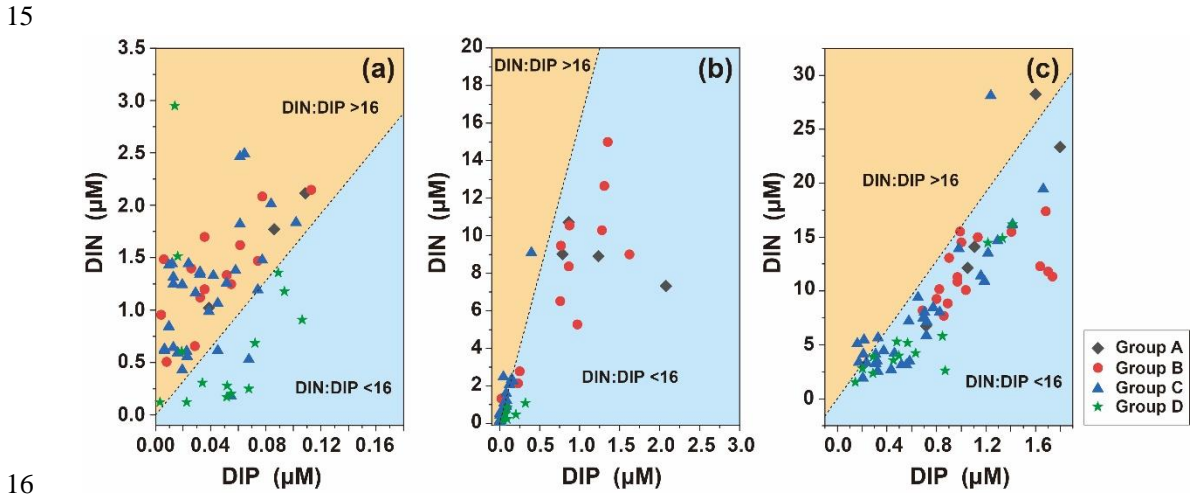 15
(a)
(b)
(c)
3.5
3.0
2.5
2.0
1.5
1.0
0.5
0.0
DIN (µM)
DIN:DIP >16
DIN:DIP <16
0.00 0.04 0.08 0.12 0.16
DIP (µM)
20
18
16
14
12
10
8
6
4
2
0
DIN (µM)
DIN:DIP >16
DIN:DIP <16
0.0 0.5 1.0 1.5 2.0 2.5 3.0
DIP (µM)
30
25
20
15
10
5
0
DIN (µM)
DIN:DIP >16
DIN:DIP <16
0.0 0.4 0.8 1.2 1.6
DIP (µM)
Group A
Group B
Group C
Group D
16